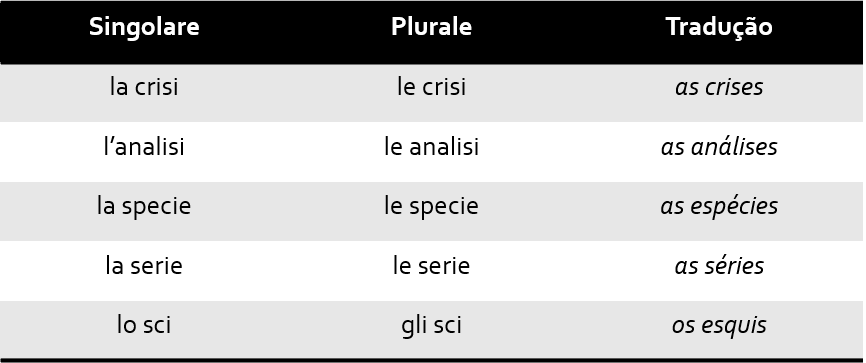 Singolare Plurale Tradução
la crisi le crisi as crises
l’analisi le analisi as análises
la specie le specie as espécies
la serie le serie as séries
lo sci gli sci os esquis